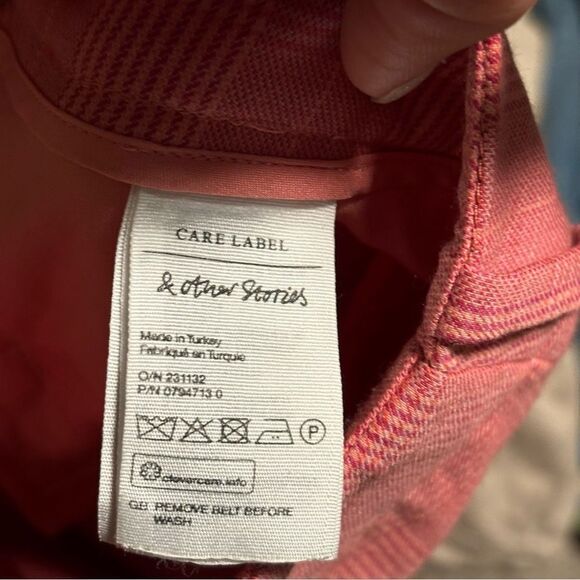 CARE LABEL
& Other Stories
Made in Turkey
Fabriqué en Turquie
O/N 231132
P/N 0794713 0
P
clevercare.info
GB REMOVE BELT BEFORE
WASH